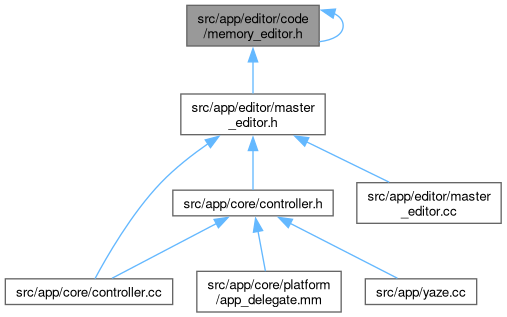 src/app/editor/code
/memory_editor.h
src/app/editor/master
_editor.h
src/app/core/controller.h
src/app/editor/master
_editor.cc
src/app/core/controller.cc
src/app/core/platform
/app_delegate.mm
src/app/yaze.cc